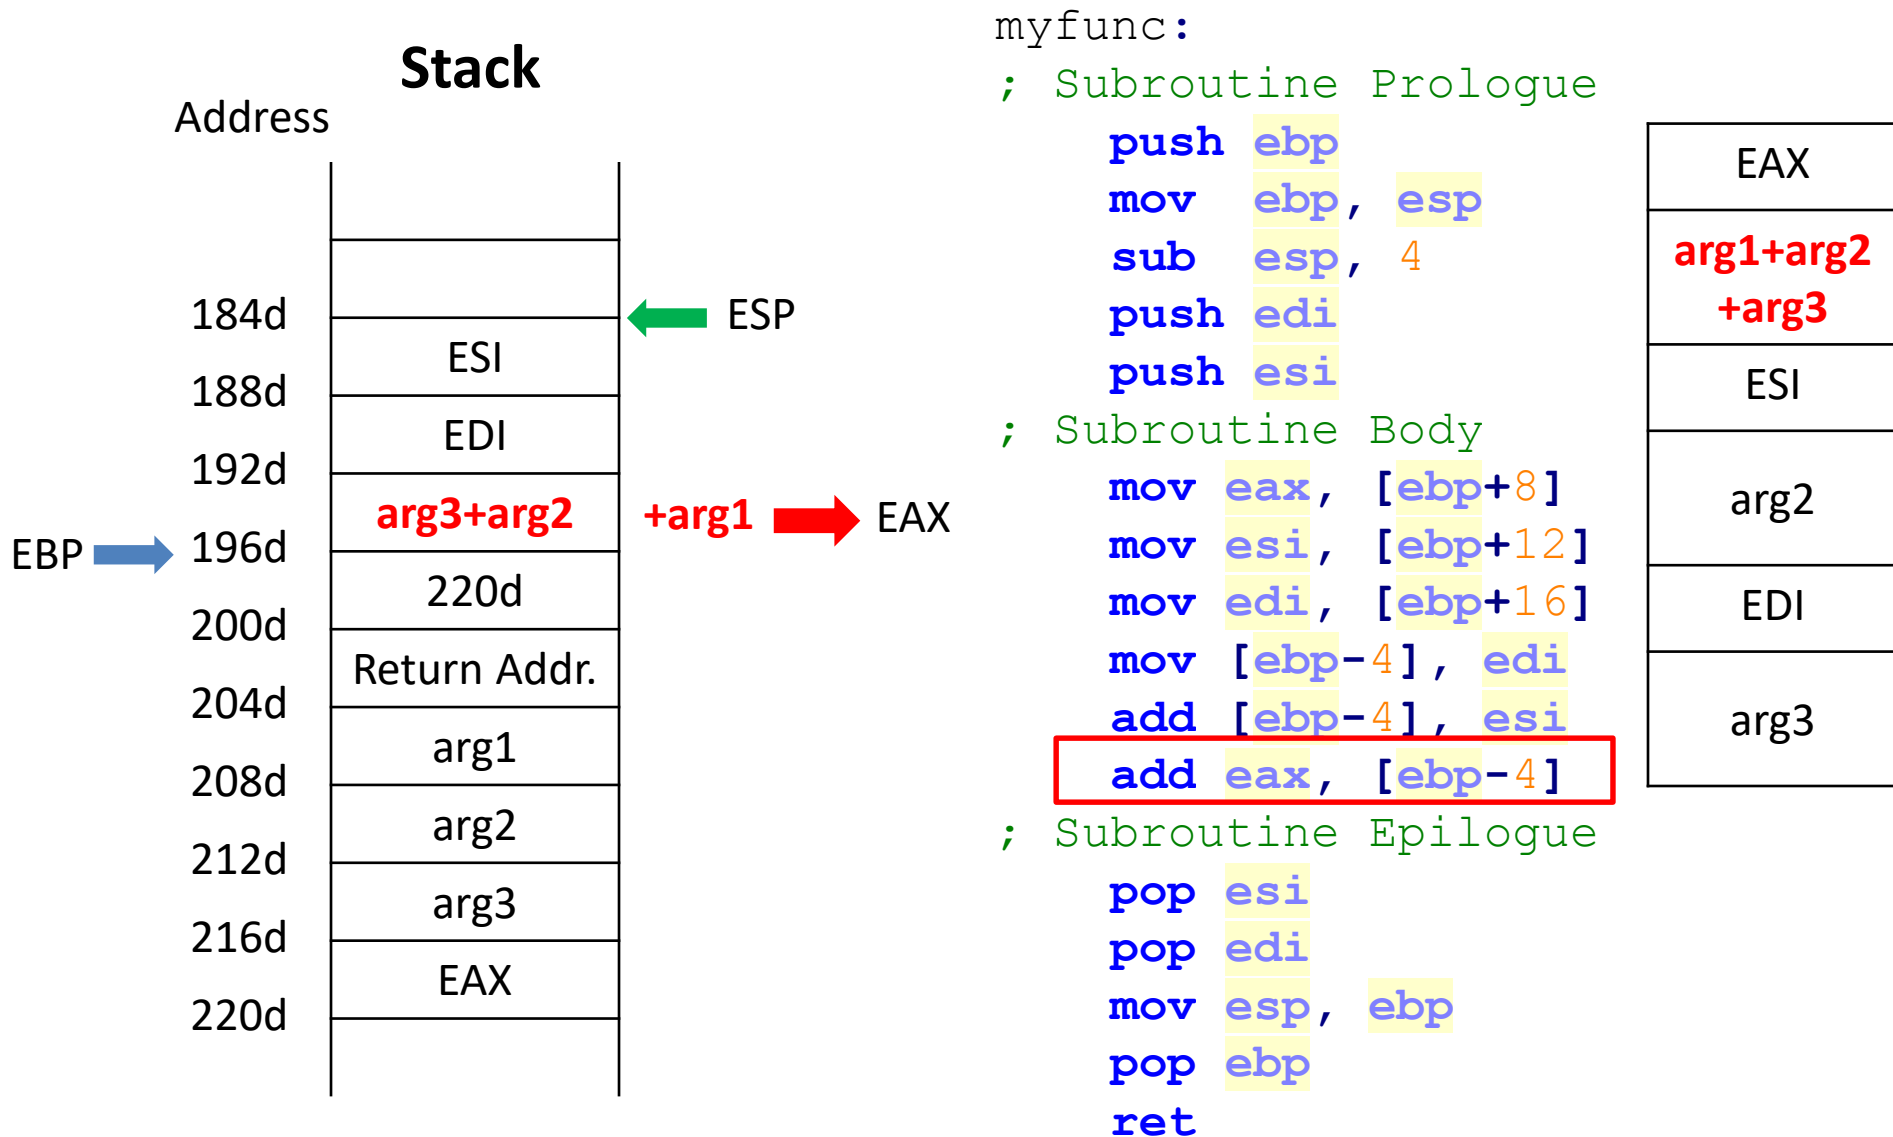 Stack
Address
184d
188d
192d
196d
200d
204d
208d
212d
216d
220d
EBP
ESI
EDI
arg3+arg2
220d
Return Addr.
arg1
arg2
arg3
EAX
ESP
+arg1
EAX
myfunc:
; Subroutine Prologue
push ebp
mov ebp, esp
sub esp, 4
push edi
push esi
; Subroutine Body
mov eax, [ebp+8]
mov esi, [ebp+12]
mov edi, [ebp+16]
mov [ebp-4], edi
add [ebp-4], esi
add eax, [ebp-4]
; Subroutine Epilogue
pop esi
pop edi
mov esp, ebp
pop ebp
ret
EAX
arg1+arg2
+arg3
ESI
arg2
EDI
arg3